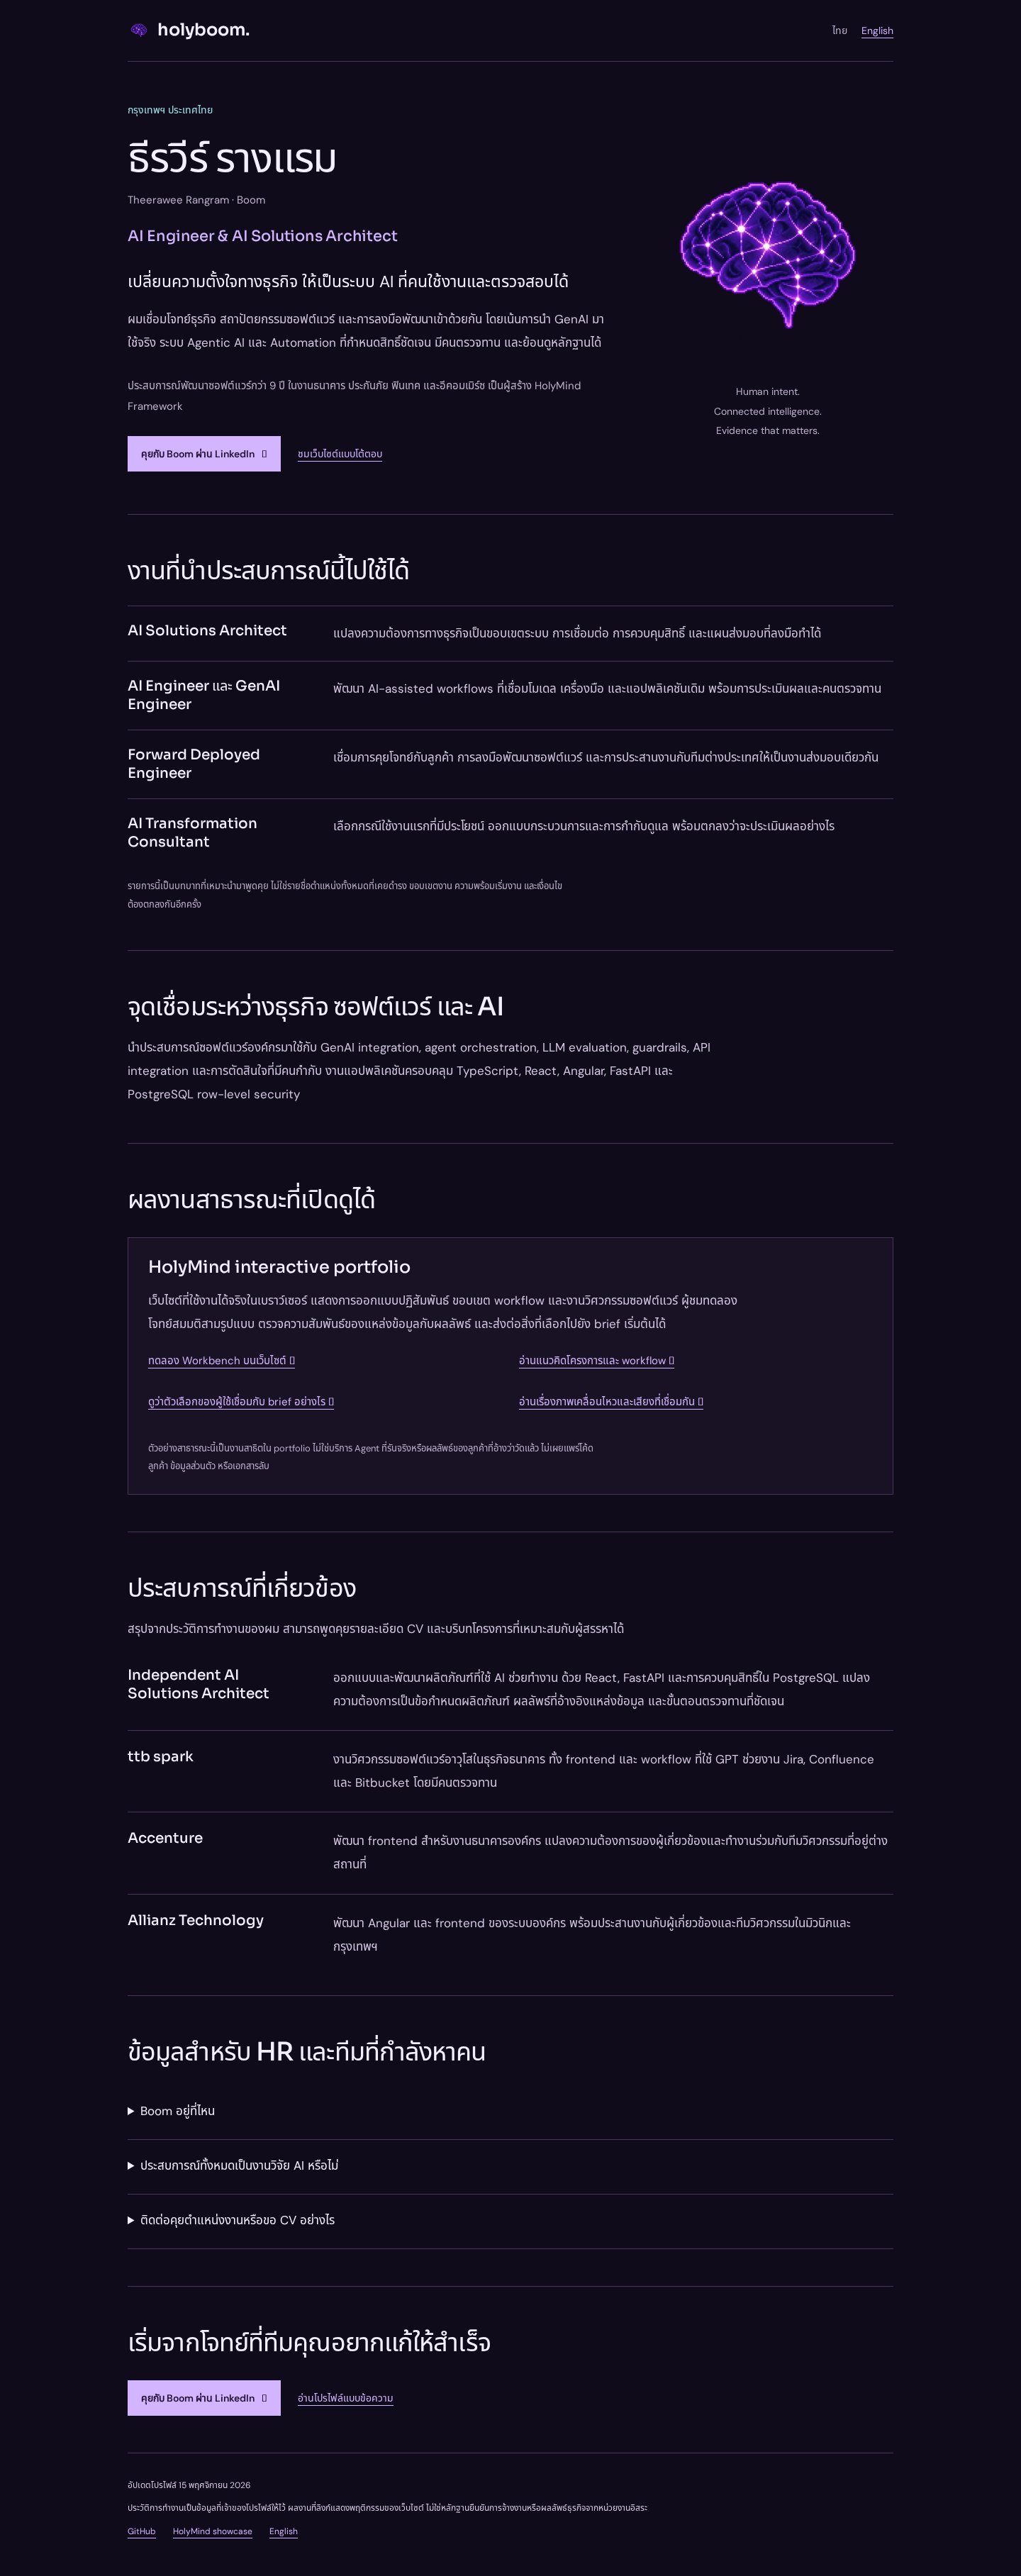 holyboom.
ไทย English
กรุงเทพฯ ประเทศไทย
ธีรวีร์ รางแรม
Theerawee Rangram · Boom
AI Engineer & AI Solutions Architect
เปลี่ยนความตั้งใจทางธุรกิจ ให้เป็นระบบ AI ที่คนใช้งานและตรวจสอบได้
ผมเชื่อมโจทย์ธุรกิจ สถาปัตยกรรมซอฟต์แวร์ และการลงมือพัฒนาเข้าด้วยกัน โดยเน้นการนำ GenAI มา
ใช้จริง ระบบ Agentic AI และ Automation ที่กำหนดสิทธิ์ชัดเจน มีคนตรวจทาน และย้อนดูหลักฐานได้
ประสบการณ์พัฒนาซอฟต์แวร์กว่า 9 ปี ในงานธนาคาร ประกันภัย ฟินเทค และอีคอมเมิร์ซ เป็นผู้สร้าง HolyMind
Framework
คุยกับ Boom ผ่าน LinkedIn
ชมเว็บไซต์แบบโต้ตอบ
Human intent.
Connected intelligence.
Evidence that matters.
งานที่นำประสบการณ์นี้ไปใช้ได้
AI Solutions Architect
แปลงความต้องการทางธุรกิจเป็นขอบเขตระบบ การเชื่อมต่อ การควบคุมสิทธิ์ และแผนส่งมอบที่ลงมือทำได้
AI Engineer และ GenAI
Engineer
พัฒนา AI-assisted workflows ที่เชื่อมโมเดล เครื่องมือ และแอปพลิเคชันเดิม พร้อมการประเมินผลและคนตรวจทาน
Forward Deployed
Engineer
เชื่อมการคุยโจทย์กับลูกค้า การลงมือพัฒนาซอฟต์แวร์ และการประสานงานกับทีมต่างประเทศให้เป็นงานส่งมอบเดียวกัน
AI Transformation
Consultant
เลือกกรณีใช้งานแรกที่มีประโยชน์ ออกแบบกระบวนการและการกำกับดูแล พร้อมตกลงว่าจะประเมินผลอย่างไร
รายการนี้เป็นบทบาทที่เหมาะนำมาพูดคุย ไม่ใช่รายชื่อตำแหน่งทั้งหมดที่เคยดำรง ขอบเขตงาน ความพร้อมเริ่มงาน และเงื่อนไข
ต้องตกลงกันอีกครั้ง
จุดเชื่อมระหว่างธุรกิจ ซอฟต์แวร์ และ AI
นำประสบการณ์ซอฟต์แวร์องค์กรมาใช้กับ GenAI integration, agent orchestration, LLM evaluation, guardrails, API
integration และการตัดสินใจที่มีคนกำกับ งานแอปพลิเคชันครอบคลุม TypeScript, React, Angular, FastAPI และ
PostgreSQL row-level security
ผลงานสาธารณะที่เปิดดูได้
HolyMind interactive portfolio
เว็บไซต์ที่ใช้งานได้จริงในเบราว์เซอร์ แสดงการออกแบบปฏิสัมพันธ์ ขอบเขต workflow และงานวิศวกรรมซอฟต์แวร์ ผู้ชมทดลอง
โจทย์สมมติสามรูปแบบ ตรวจความสัมพันธ์ของแหล่งข้อมูลกับผลลัพธ์ และส่งต่อสิ่งที่เลือกไปยัง brief เริ่มต้นได้
ทดลอง Workbench บนเว็บไซต์
อ่านแนวคิดโครงการและ workflow
ดูว่าตัวเลือกของผู้ใช้เชื่อมกับ brief อย่างไร
อ่านเรื่องภาพเคลื่อนไหวและเสียงที่เชื่อมกัน
ตัวอย่างสาธารณะนี้เป็นงานสาธิตใน portfolio ไม่ใช่บริการ Agent ที่รันจริงหรือผลลัพธ์ของลูกค้าที่อ้างว่าวัดแล้ว ไม่เผยแพร่โค้ด
ลูกค้า ข้อมูลส่วนตัว หรือเอกสารลับ
ประสบการณ์ที่เกี่ยวข้อง
สรุปจากประวัติการทำงานของผม สามารถพูดคุยรายละเอียด CV และบริบทโครงการที่เหมาะสมกับผู้สรรหาได้
Independent AI
Solutions Architect
ออกแบบและพัฒนาผลิตภัณฑ์ที่ใช้ AI ช่วยทำงาน ด้วย React, FastAPI และการควบคุมสิทธิ์ใน PostgreSQL แปลง
ความต้องการเป็นข้อกำหนดผลิตภัณฑ์ ผลลัพธ์ที่อ้างอิงแหล่งข้อมูล และขั้นตอนตรวจทานที่ชัดเจน
ttb spark
งานวิศวกรรมซอฟต์แวร์อาวุโสในธุรกิจธนาคาร ทั้ง frontend และ workflow ที่ใช้ GPT ช่วยงาน Jira, Confluence
และ Bitbucket โดยมีคนตรวจทาน
Accenture
พัฒนา frontend สำหรับงานธนาคารองค์กร แปลงความต้องการของผู้เกี่ยวข้องและทำงานร่วมกับทีมวิศวกรรมที่อยู่ต่าง
สถานที่
Allianz Technology
พัฒนา Angular และ frontend ของระบบองค์กร พร้อมประสานงานกับผู้เกี่ยวข้องและทีมวิศวกรรมในมิวนิกและ
กรุงเทพฯ
ข้อมูลสำหรับ HR และทีมที่กำลังหาคน
Boom อยู่ที่ไหน
ประสบการณ์ทั้งหมดเป็นงานวิจัย AI หรือไม่
ติดต่อคุยตำแหน่งงานหรือขอ CV อย่างไร
เริ่มจากโจทย์ที่ทีมคุณอยากแก้ให้สำเร็จ
คุยกับ Boom ผ่าน LinkedIn
อ่านโปรไฟล์แบบข้อความ
อัปเดตโปรไฟล์ 15 พฤศจิกายน 2026
ประวัติการทำงานเป็นข้อมูลที่เจ้าของโปรไฟล์ให้ไว้ ผลงานที่ลิงก์แสดงพฤติกรรมของเว็บไซต์ ไม่ใช่หลักฐานยืนยันการจ้างงานหรือผลลัพธ์ธุรกิจจากหน่วยงานอิสระ
GitHub HolyMind showcase English